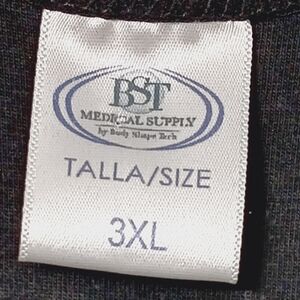 BST
MEDICAL SUPPLY
by Body Shape Tech
TALLA/SIZE
3XL